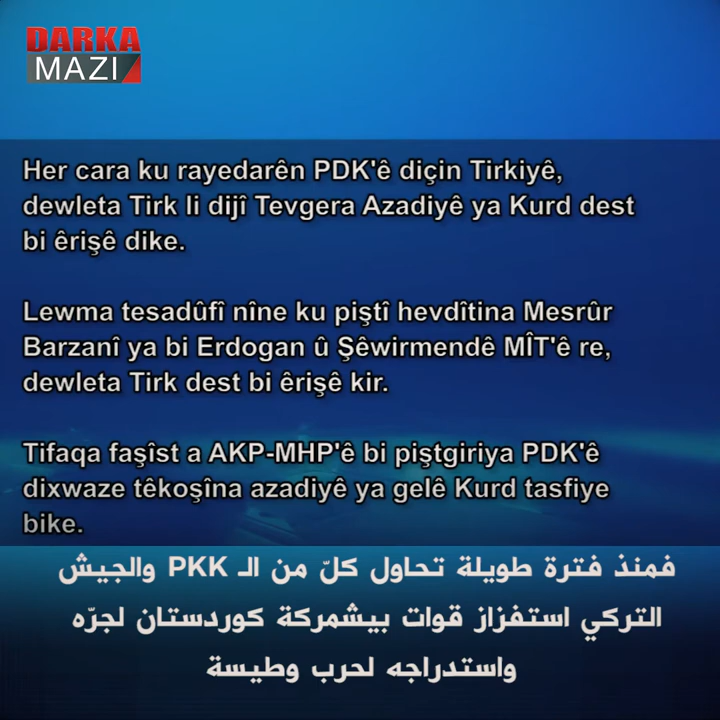 DARKA
MAZI
Her cara ku rayedarên PDK'ê diçin Tirkiyê,
dewleta Tirk li dijî Tevgera Azadiyê ya Kurd dest
bi êrişê dike.
Lewma tesadûfî nîne ku piştî hevdîtina Mesrûr
Barzanî ya bi Erdogan û Şêwirmendê MÎT'ê re,
dewleta Tirk dest bi êrişê kir.
Tifaqa faşîst a AKP-MHP'ê bi piştgiriya PDK'ê
dixwaze têkoşîna azadiyê ya gelê Kurd tasfiye
bike.
فمنذ فترة طويلة تحاول كلّ من الـ PKK والجيش
التركي استفزاز قوات بيشمركة كوردستان لجرّه
واستدراجه لحرب وطيسة